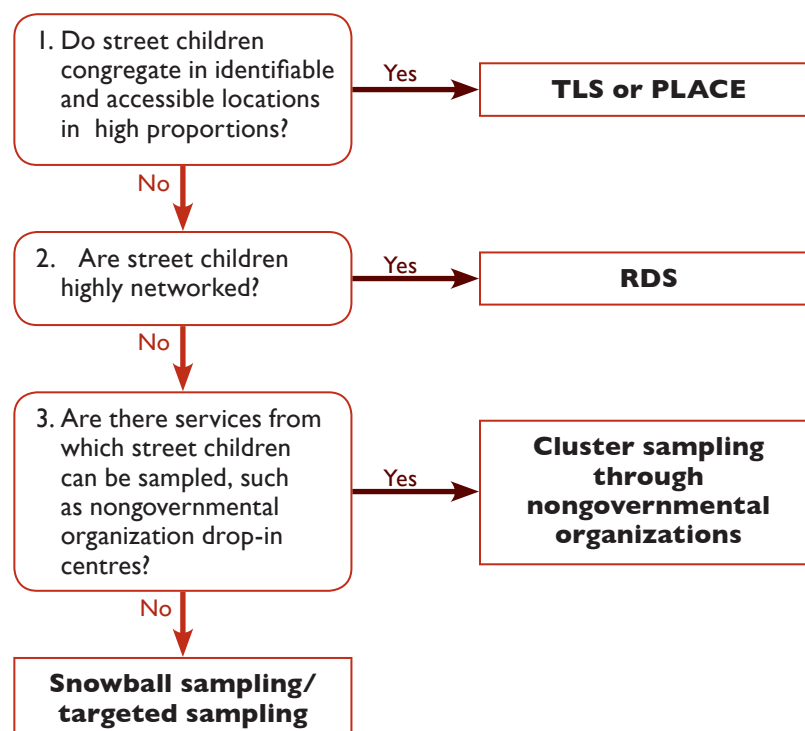 1. Do street children
congregate in identifiable
and accessible locations
in high proportions?
Yes
TLS or PLACE
No
2. Are street children
highly networked?
Yes
RDS
No
3. Are there services from
which street children
can be sampled, such
as nongovernmental
organization drop-in
centres?
Yes
Cluster sampling
through
nongovernmental
organizations
No
Snowball sampling/
targeted sampling